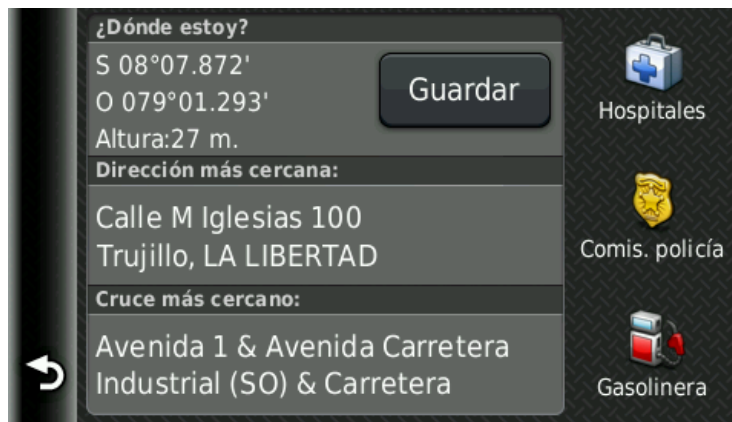 ¿Dónde estoy?
S 08°07.872'
O 079°01.293'
Altura:27 m.
Guardar
Dirección más cercana:
Calle M Iglesias 100
Trujillo, LA LIBERTAD
Cruce más cercano:
Avenida 1 & Avenida Carretera
Industrial (SO) & Carretera
Hospitales
Comis. policía
Gasolinera